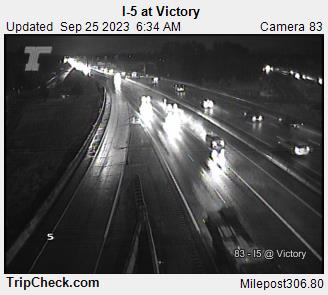 I-5 at Victory
Updated Sep 25 2023 6:34 AM Camera 83
T
S
83 - I5 @ Victory
TripCheck.com Milepost306.80